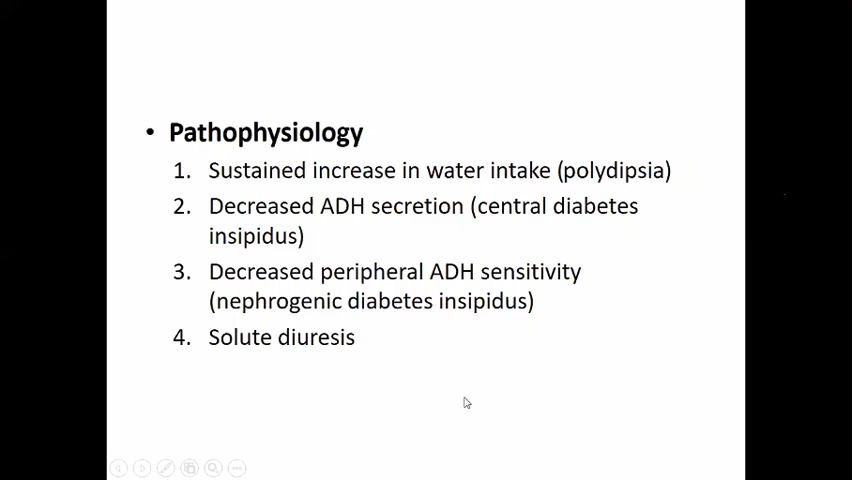 • Pathophysiology
1. Sustained increase in water intake (polydipsia)
2. Decreased ADH secretion (central diabetes
insipidus)
3. Decreased peripheral ADH sensitivity
(nephrogenic diabetes insipidus)
4. Solute diuresis